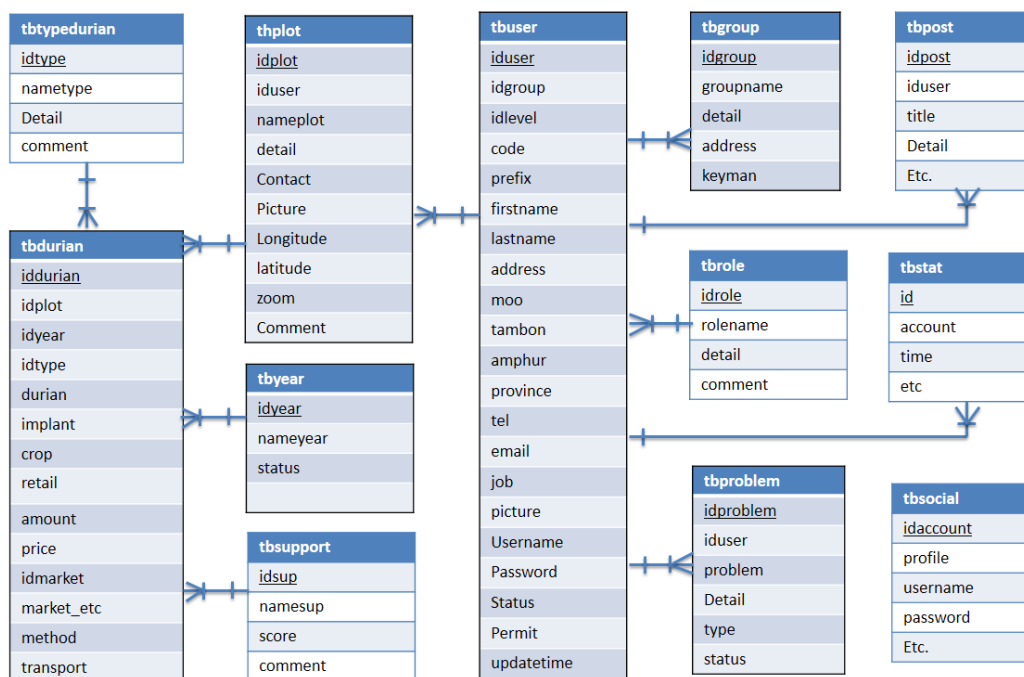 tbtypedurian
idtype
nametype
Detail
comment
tbdurian
iddurian
idplot
idyear
idtype
durian
implant
crop
retail
amount
price
idmarket
market_etc
method
transport
thplot
idplot
iduser
nameplot
detail
Contact
Picture
Longitude
latitude
zoom
Comment
tbyear
idyear
nameyear
status
tbsupport
idsup
namesup
score
comment
tbuser
iduser
idgroup
idlevel
code
prefix
firstname
lastname
address
moo
tambon
amphur
province
tel
email
job
picture
Username
Password
Status
Permit
updatetime
tbgroup
idgroup
groupname
detail
address
keyman
tbrole
idrole
rolename
detail
comment
tbproblem
idproblem
iduser
problem
Detail
type
status
tbpost
idpost
iduser
title
Detail
Etc.
tbstat
id
account
time
etc
tbsocial
idaccount
profile
username
password
Etc.